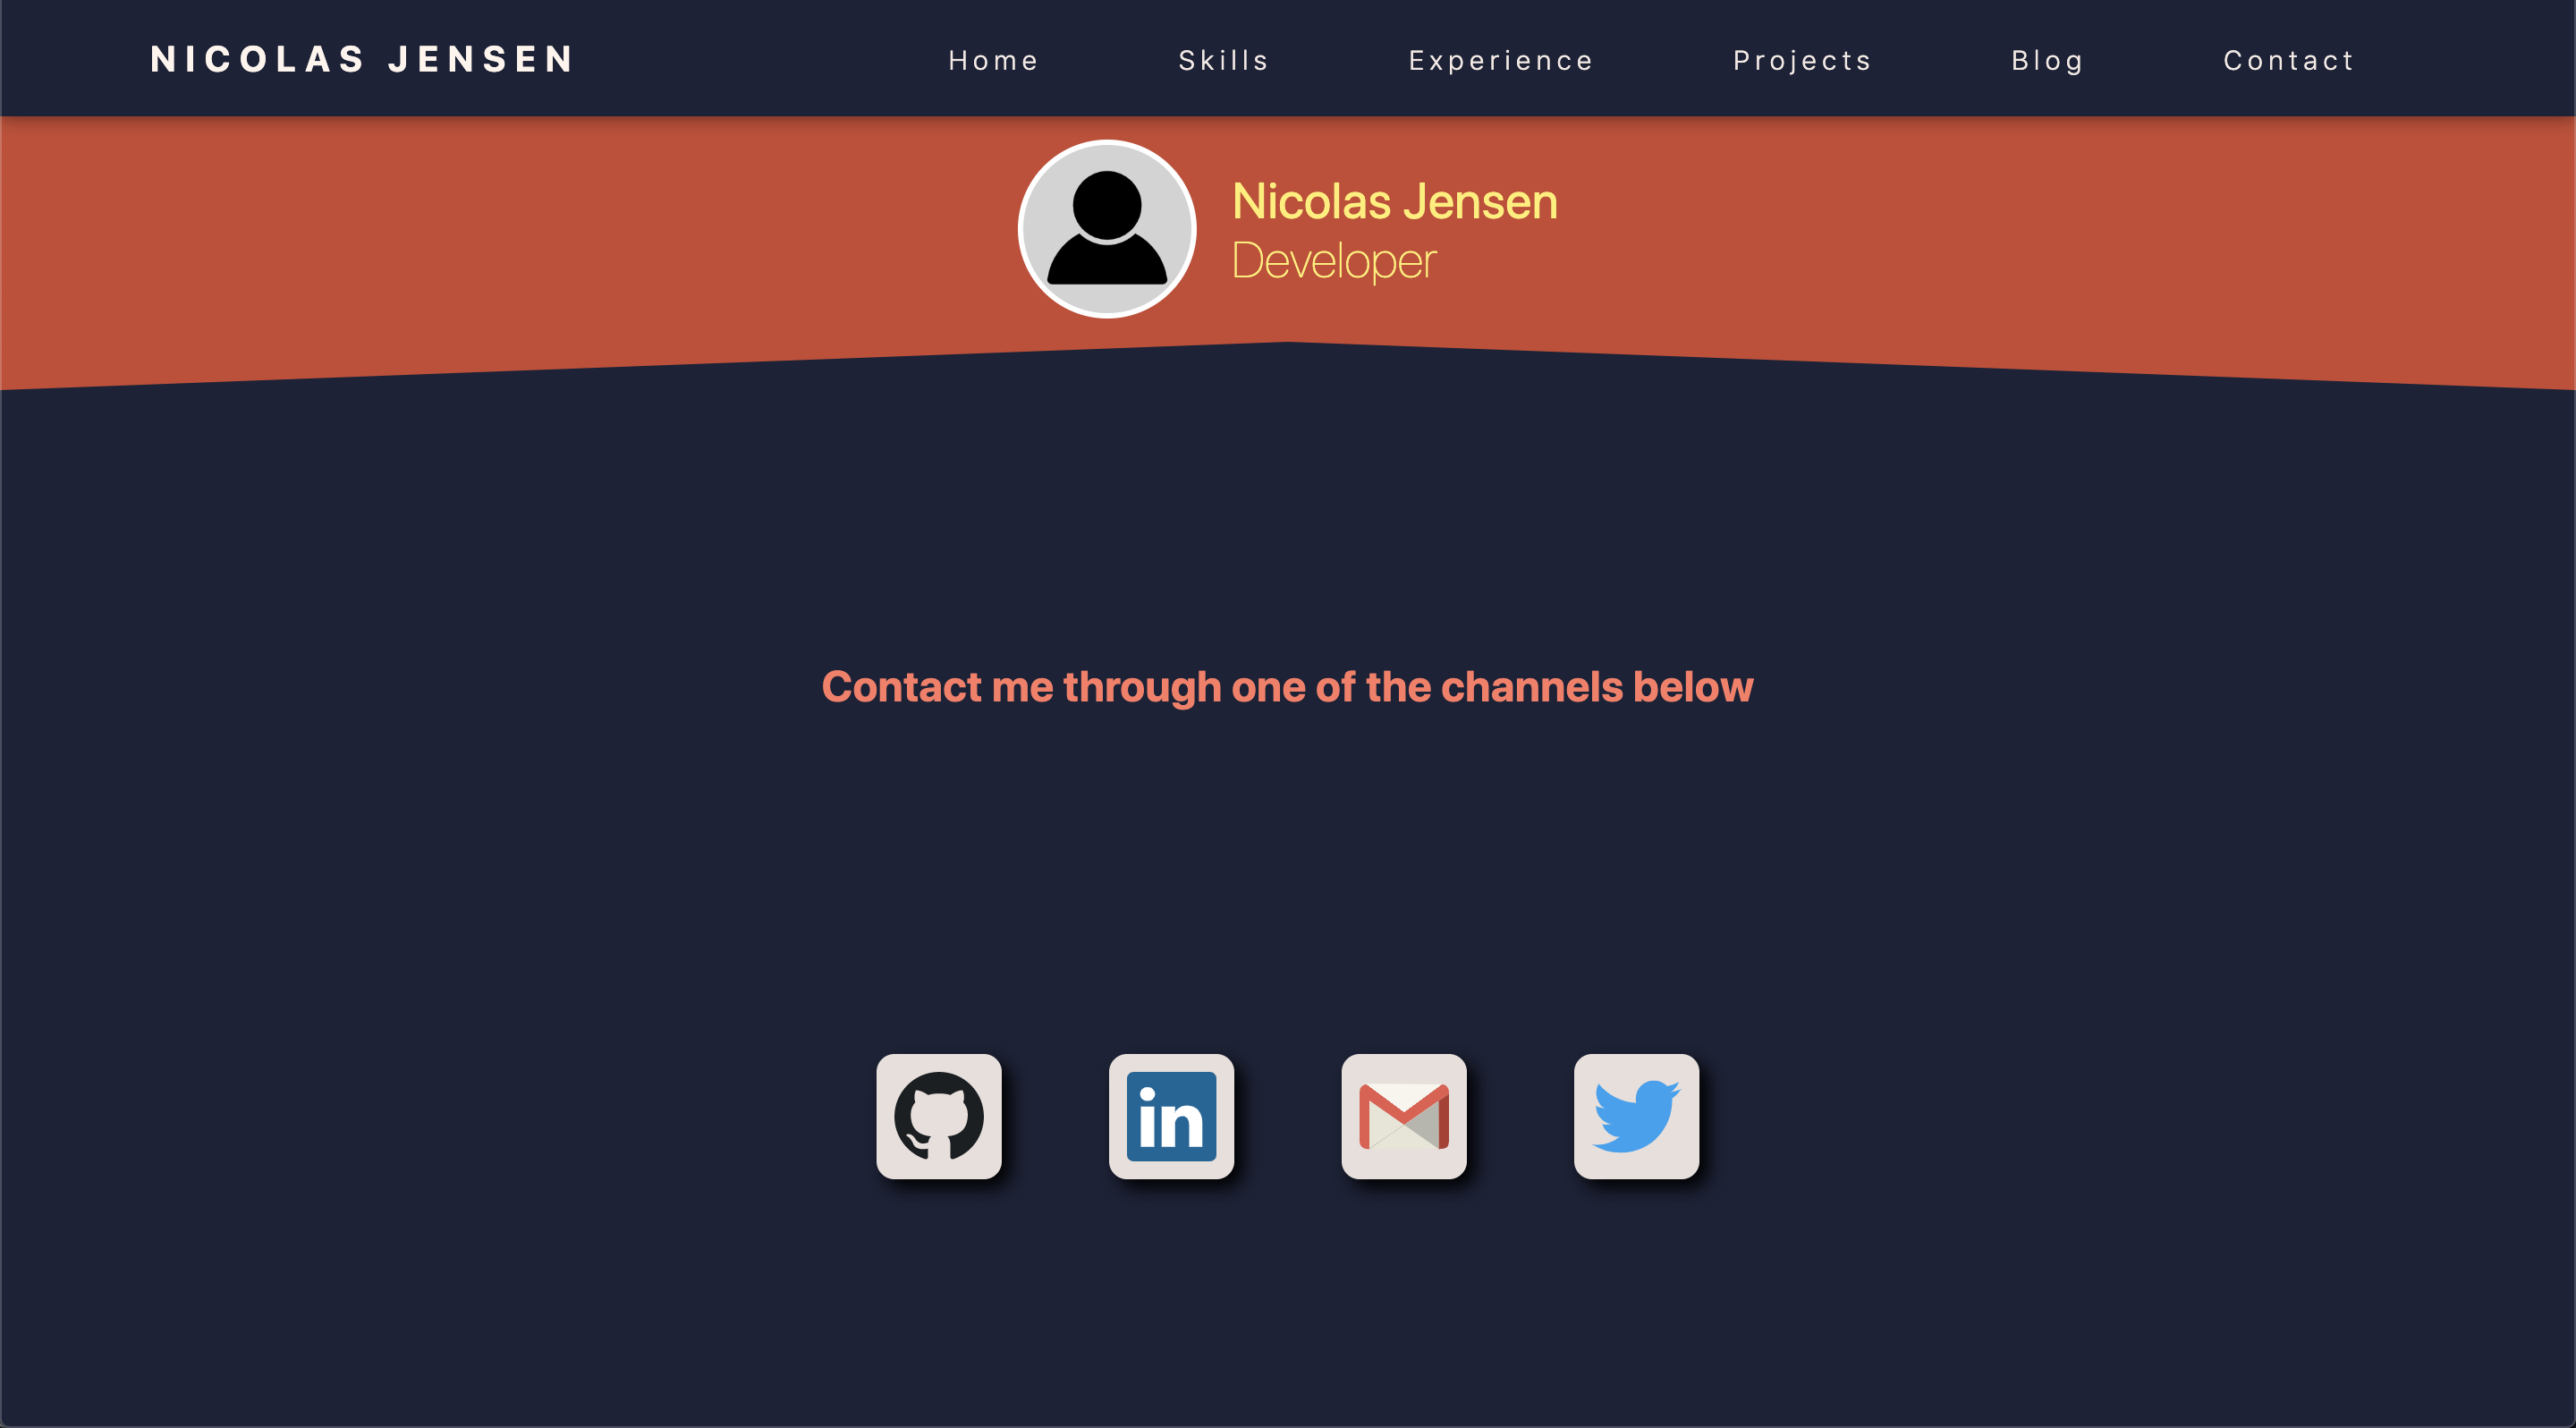 NICOLAS JENSEN
Home Skills Experience Projects Blog Contact
Nicolas Jensen
Developer
Contact me through one of the channels below
in